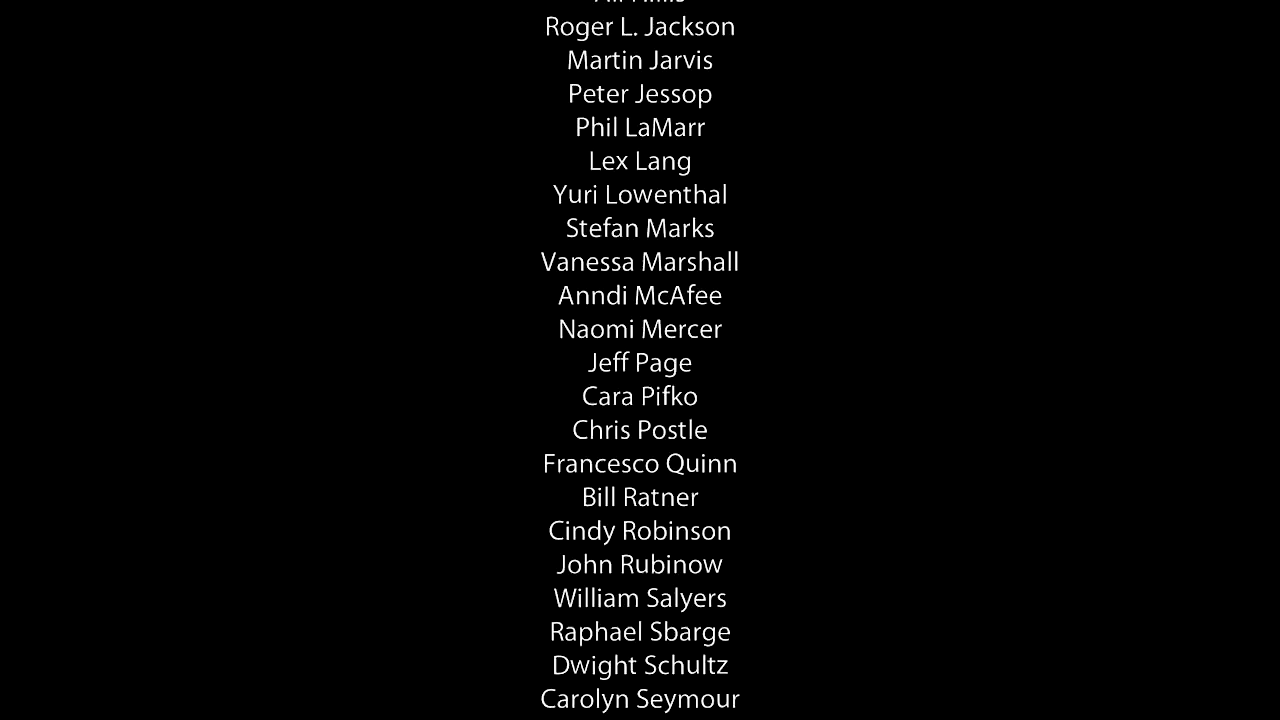 Roger L. Jackson
Martin Jarvis
Peter Jessop
Phil LaMarr
Lex Lang
Yuri Lowenthal
Stefan Marks
Vanessa Marshall
Anndi McAfee
Naomi Mercer
Jeff Page
Cara Pifko
Chris Postle
Francesco Quinn
Bill Ratner
Cindy Robinson
John Rubinow
William Salyers
Raphael Sbarge
Dwight Schultz
Carolyn Seymour